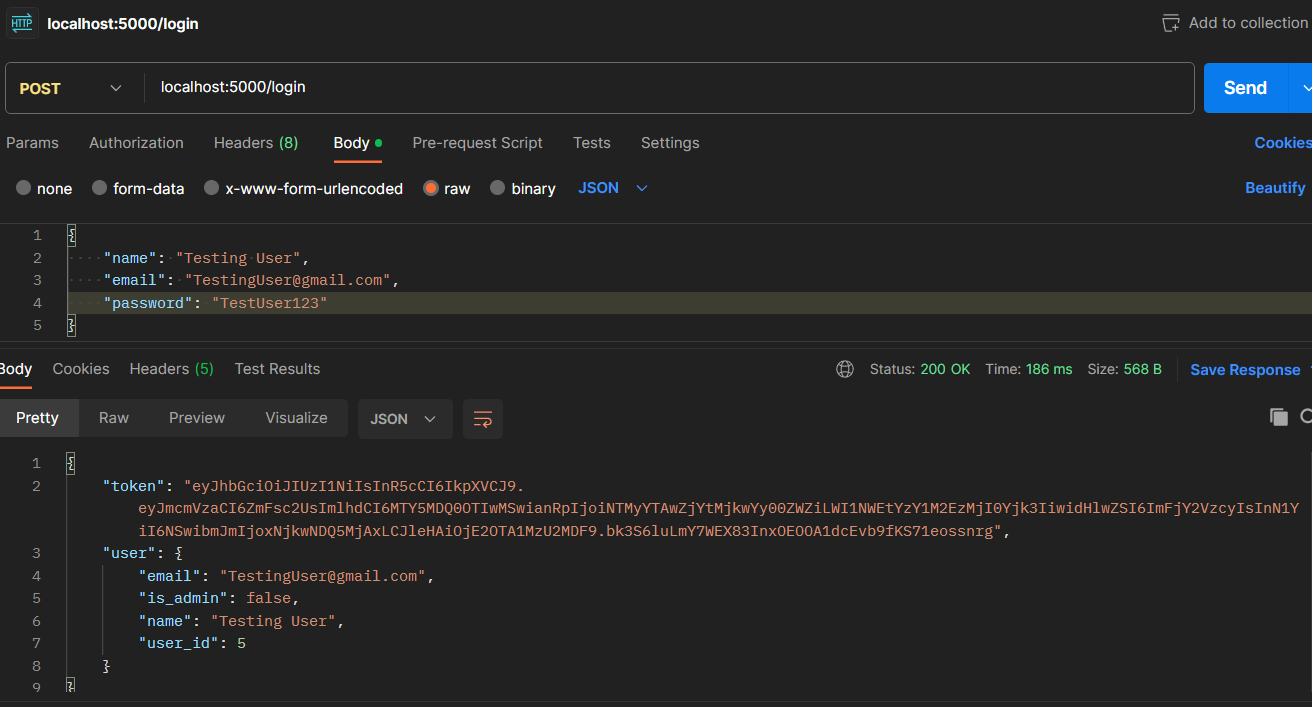 HTTP localhost:5000/login Add to collection
POST localhost:5000/login Send
Params Authorization Headers (8) Body Pre-request Script Tests Settings Cookies
none form-data x-www-form-urlencoded raw binary JSON Beautify
1 {
2 "name": "Testing User",
3 "email": "TestingUser@gmail.com",
4 "password": "TestUser123"
5 }
Body Cookies Headers (5) Test Results Status: 200 OK Time: 186 ms Size: 568 B Save Response
Pretty Raw Preview Visualize JSON
1 {
2 "token": "eyJhbGciOiJIUzI1NiIsInR5cCI6IkpXVCJ9.
eyJmcmVzaCI6ZmFsc2UsImlhdCI6MTY5MDQ0OTIwMSwianRpIjoiNTMyYTAwZjYtMjkwYy00ZWZiLWI1NWEtYzY1M2EzMjI0Yjk3IiwidHlwZSI6ImFjY2VzcyIsInN1Y
iI6NSwibmJmIjoxNjkwNDQ5MjAxLCJleHAiOjE2OTA1MzU2MDF9.bk3S6luLmY7WEX83InxOEOOA1dcEvb9fKS71eossnrg",
3 "user": {
4 "email": "TestingUser@gmail.com",
5 "is_admin": false,
6 "name": "Testing User",
7 "user_id": 5
8 }
9 }